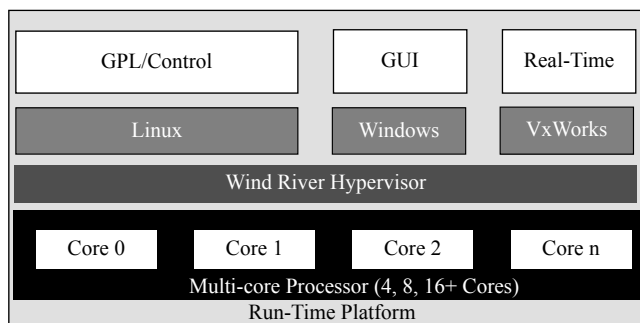 GPL/Control GUI Real-Time
Linux Windows VxWorks
Wind River Hypervisor
Core 0 Core 1 Core 2 Core n
Multi-core Processor (4, 8, 16+ Cores)
Run-Time Platform